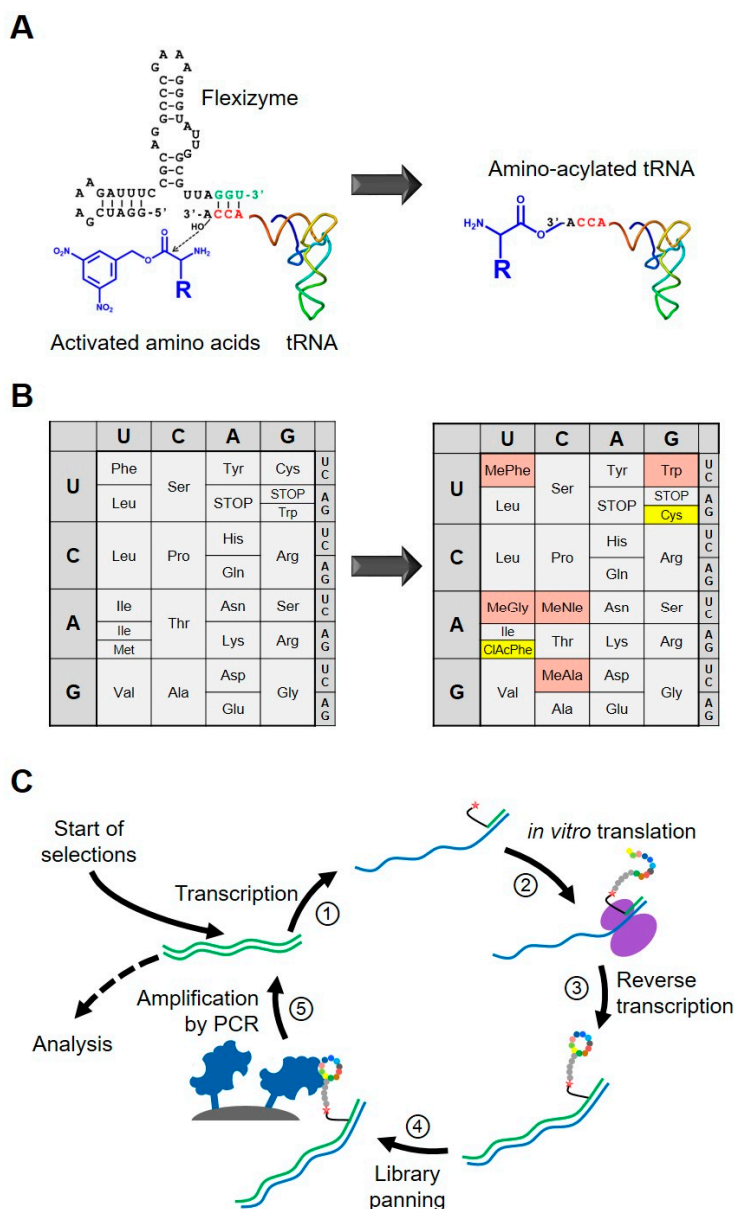 A
Flexizyme
GAUUUC
CUAGG-5'
UUAGGU-3'
3'-ACCA
HO
O
O₂N
O
NH₂
R
NO₂
Activated amino acids
tRNA
Amino-acylated tRNA
H₂N
O
O
3'
ACCA
R
B
U C A G
U Phe Ser Tyr Cys U C
Leu STOP STOP Trp A G
C Leu Pro His Arg U C
Gln A G
A Ile Thr Asn Ser U C
Ile Met Lys Arg A G
G Val Ala Asp Gly U C
Glu A G
U C A G
U MePhe Ser Tyr Trp U C
Leu STOP STOP Cys A G
C Leu Pro His Arg U C
Gln A G
A MeGly MeNle Asn Ser U C
Ile ClAcPhe Thr Lys Arg A G
G Val MeAla Asp Gly U C
Ala Glu A G
C
Start of
selections
Transcription
①
in vitro translation
②
③
Reverse
transcription
④
Library
panning
Amplification
by PCR
⑤
Analysis